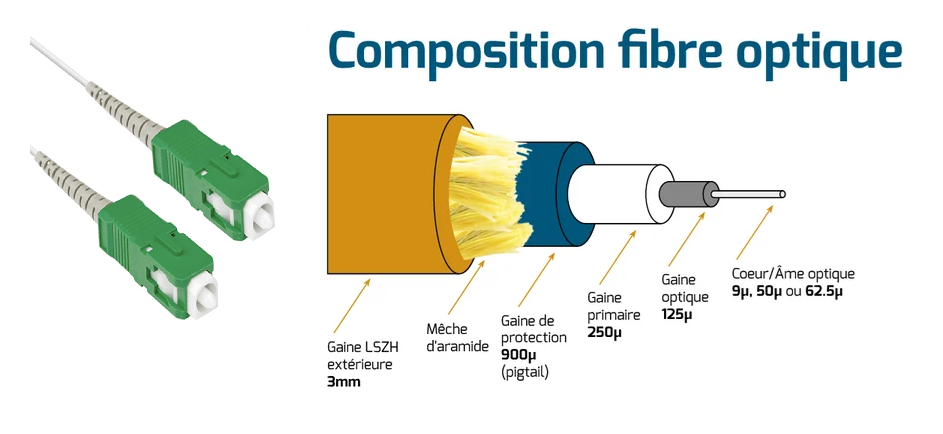 Composition fibre optique
Gaine LSZH
extérieure
3mm
Mêche
d'aramide
Gaine de
protection
900µ
(pigtail)
Gaine
primaire
250µ
Gaine
optique
125µ
Coeur/Âme optique
9µ, 50µ ou 62.5µ